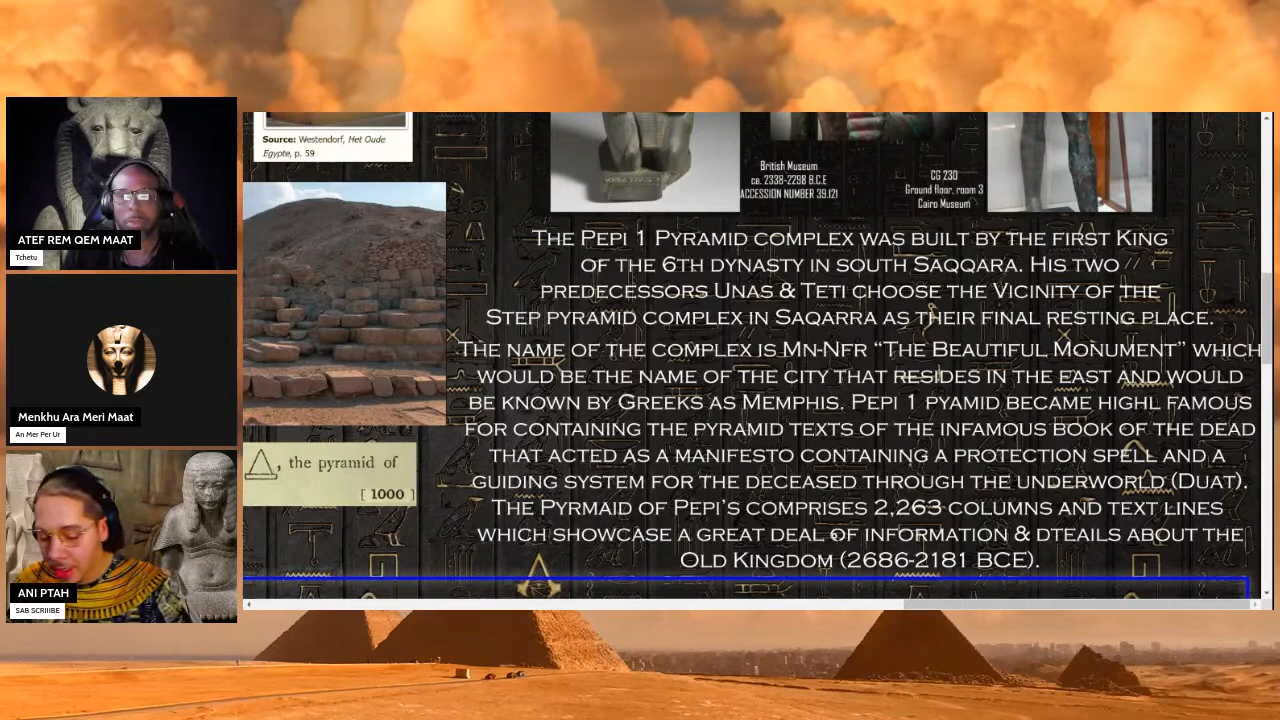 ATEF REM QEM MAAT
Tchetu
Menkhu Ara Meri Maat
An Mer Per Ur
ANI PTAH
SAB SCRIIIBE
Source: Westendorf, Het Oude
Egypte, p. 59
British Museum
ca. 2338-2298 B.C.E
ACCESSION NUMBER 39.121
CG 230
Ground floor, room 3
Cairo Museum
The Pepi 1 Pyramid complex was built by the first King
of the 6th dynasty in south Saqqara. His two
predecessors Unas & Teti choose the Vicinity of the
Step pyramid complex in Saqarra as their final resting place.
The name of the complex is Mn-Nfr “The Beautiful Monument” which
would be the name of the city that resides in the east and would
be known by Greeks as Memphis. Pepi 1 pyamid became highl famous
for containing the pyramid texts of the infamous book of the dead
that acted as a manifesto containing a protection spell and a
guiding system for the deceased through the underworld (Duat).
The Pyrmaid of Pepi’s comprises 2,263 columns and text lines
which showcase a great deal of information & dteails about the
Old Kingdom (2686-2181 BCE).
, the pyramid of
[ 1000 ]